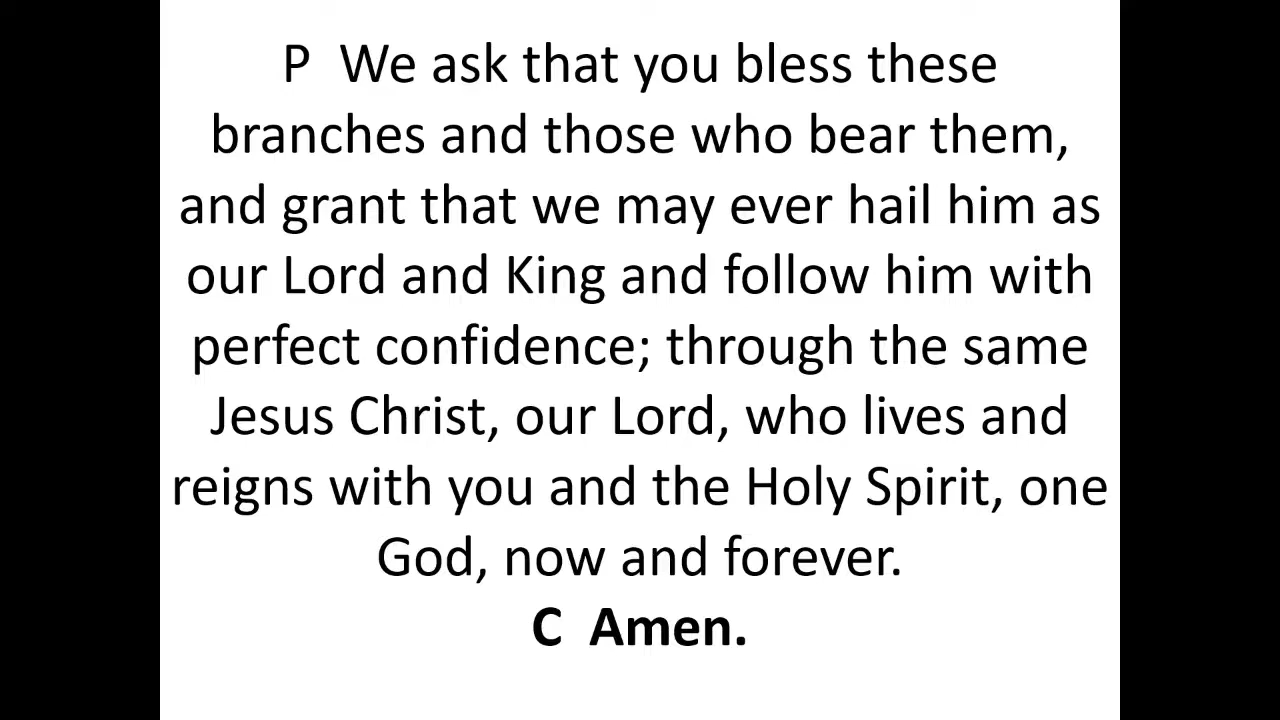 P  We ask that you bless these
branches and those who bear them,
and grant that we may ever hail him as
our Lord and King and follow him with
perfect confidence; through the same
Jesus Christ, our Lord, who lives and
reigns with you and the Holy Spirit, one
God, now and forever.
C  Amen.